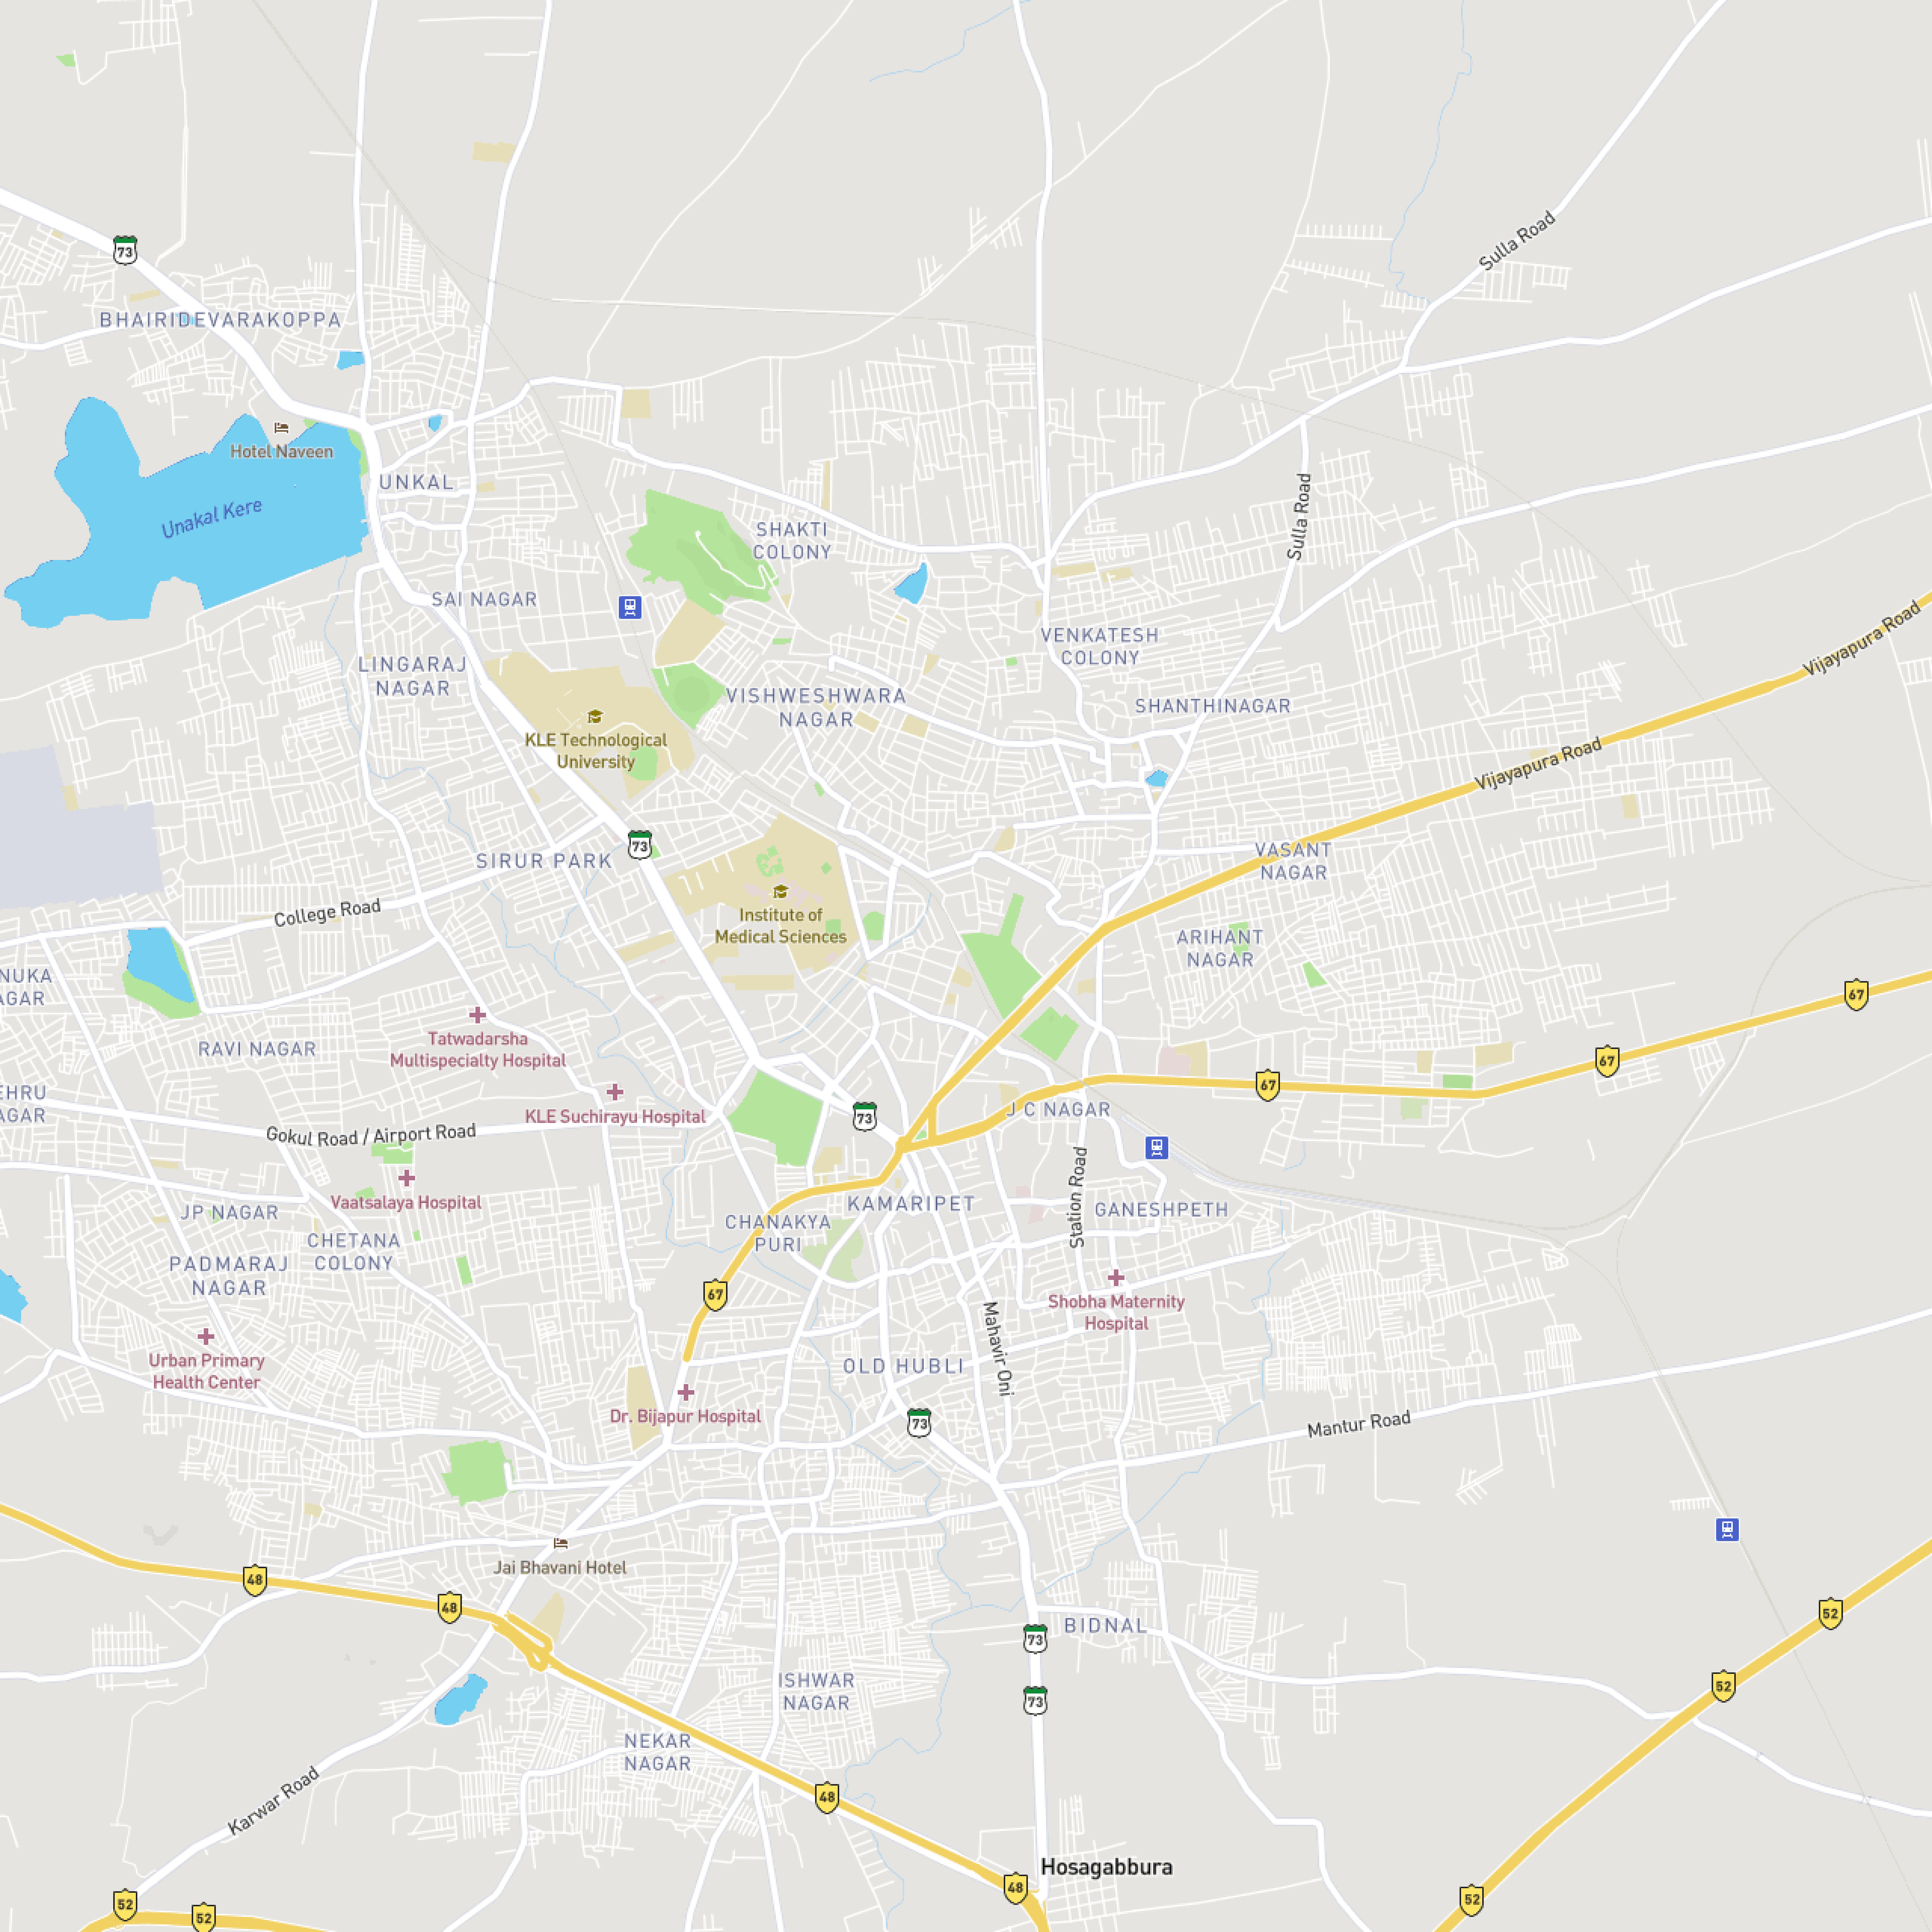 Sulla Road
73
BHAIRIDEVARAKOPPA
Hotel Naveen
UNKAL
Unakal Kere
SHAKTI
COLONY
Sulla Road
SAI NAGAR
Vijayapura Road
VENKATESH
COLONY
LINGARAJ
NAGAR
VISHWESHWARA
NAGAR
SHANTHINAGAR
KLE Technological
University
Vijayapura Road
73
SIRUR PARK
VASANT
NAGAR
College Road
Institute of
Medical Sciences
ARIHANT
NAGAR
NUKA
AGAR
67
Tatwadarsha
Multispecialty Hospital
RAVI NAGAR
67
67
EHRU
AGAR
KLE Suchirayu Hospital
73
J C NAGAR
Gokul Road / Airport Road
Vaatsalaya Hospital
Station Road
JP NAGAR
KAMARIPET
GANESHPETH
CHANAKYA
PURI
CHETANA
COLONY
PADMARAJ
NAGAR
67
Shobha Maternity
Hospital
Mahavir Oni
Urban Primary
Health Center
OLD HUBLI
Dr. Bijapur Hospital
73
Mantur Road
Jai Bhavani Hotel
48
48
52
73
BIDNAL
ISHWAR
NAGAR
52
73
NEKAR
NAGAR
48
Karwar Road
Hosagabbura
48
52
52
52